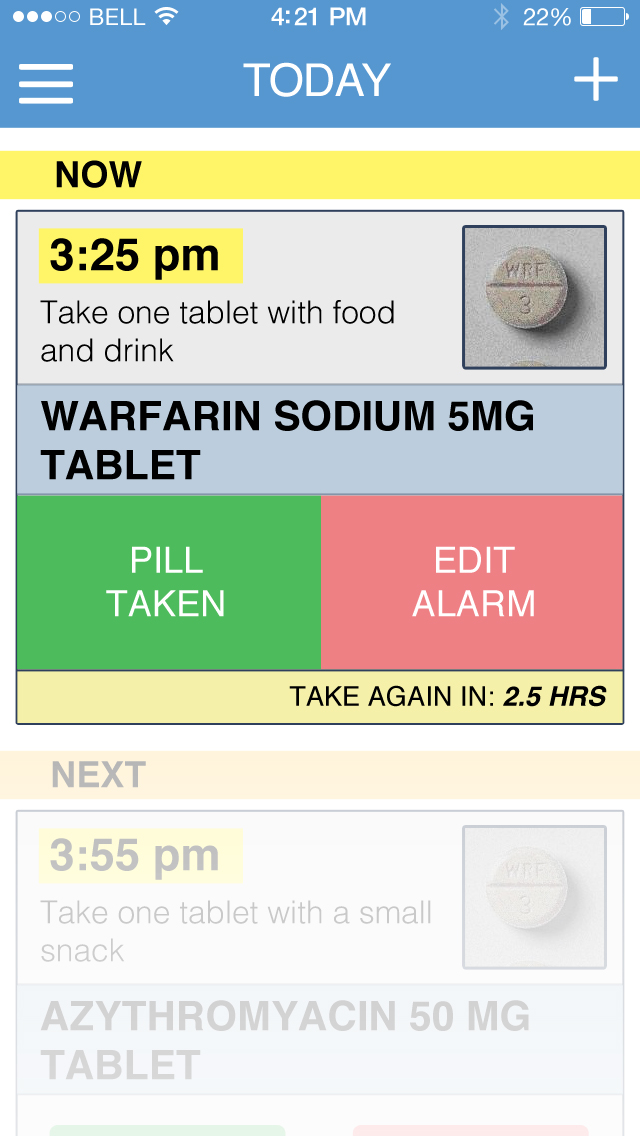 BELL 4:21 PM 22%
TODAY
NOW
3:25 pm
WRF
3
Take one tablet with food
and drink
WARFARIN SODIUM 5MG
TABLET
PILL
TAKEN
EDIT
ALARM
TAKE AGAIN IN: 2.5 HRS
NEXT
3:55 pm
WRF
3
Take one tablet with a small
snack
AZYTHROMYACIN 50 MG
TABLET